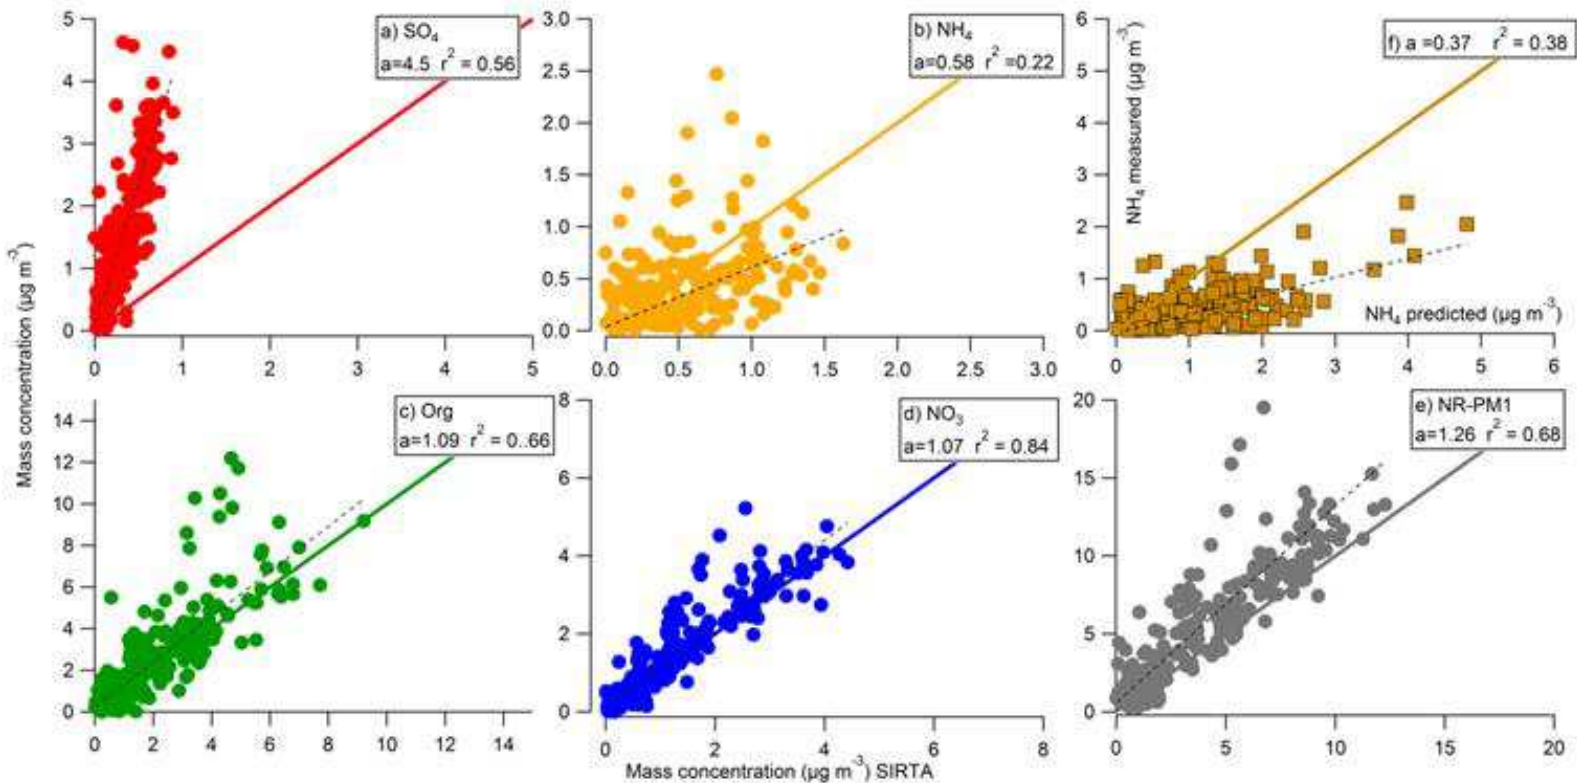 a) SO4
a=4.5 r2 = 0.56
5
4
3
2
1
0
0 1 2 3 4 5
b) NH4
a=0.58 r2 =0.22
3.0
2.5
2.0
1.5
1.0
0.5
0.0
0.0 0.5 1.0 1.5 2.0 2.5 3.0
f) a =0.37 r2 = 0.38
NH4 measured (µg m-3)
6
5
4
3
2
1
0
NH4 predicted (µg m-3)
0 1 2 3 4 5 6
Mass concentration (µg m-3)
c) Org
a=1.09 r2 = 0..66
14
12
10
8
6
4
2
0
0 2 4 6 8 10 12 14
d) NO3
a=1.07 r2 = 0.84
8
6
4
2
0
0 2 4 6 8
e) NR-PM1
a=1.26 r2 = 0.68
20
15
10
5
0
0 5 10 15 20
Mass concentration (µg m-3) SIRTA